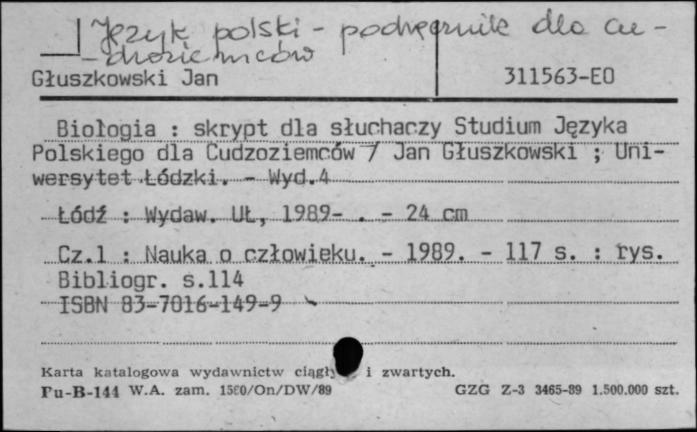 Język polski - podręcznik dla cu-
- dzoziemców
Głuszkowski Jan 311563-EO
Biologia : skrypt dla słuchaczy Studium Języka
Polskiego dla Cudzoziemców / Jan Głuszkowski ; Uni-
wersytet Łódzki. - Wyd.4
Łódź : Wydaw. UŁ, 1989- . - 24 cm
Cz.1 : Nauka o człowieku. - 1989. - 117 s. : rys.
Bibliogr. s.114
ISBN 83-7016-149-9
Karta katalogowa wydawnictw ciągły i zwartych.
Pu-B-144 W.A. zam. 1580/On/DW/89 GZG Z-3 3465-89 1.500.000 szt.